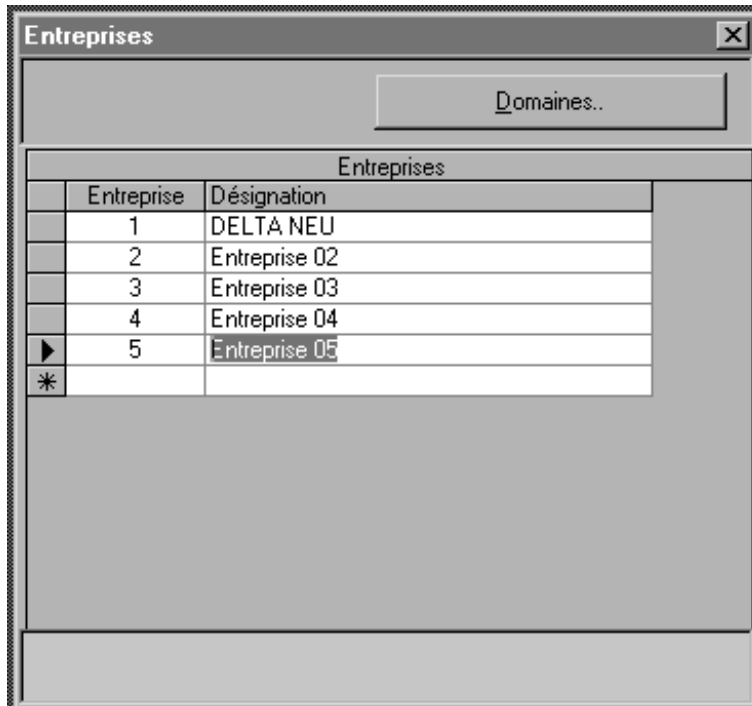 Entreprises
Domaines..
Entreprises
Entreprise Désignation
1 DELTA NEU
2 Entreprise 02
3 Entreprise 03
4 Entreprise 04
5 Entreprise 05